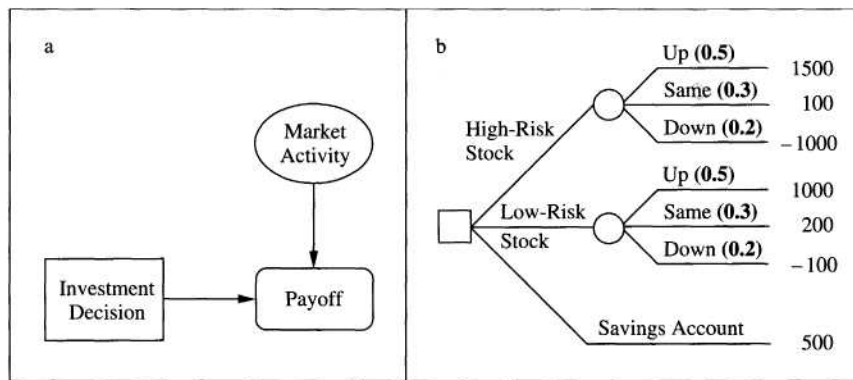 a
Market
Activity
Investment
Decision
Payoff
b
Up (0.5)
1500
Same (0.3)
100
Down (0.2)
-1000
High-Risk
Stock
Up (0.5)
1000
Low-Risk
Same (0.3)
200
Stock
Down (0.2)
-100
Savings Account
500